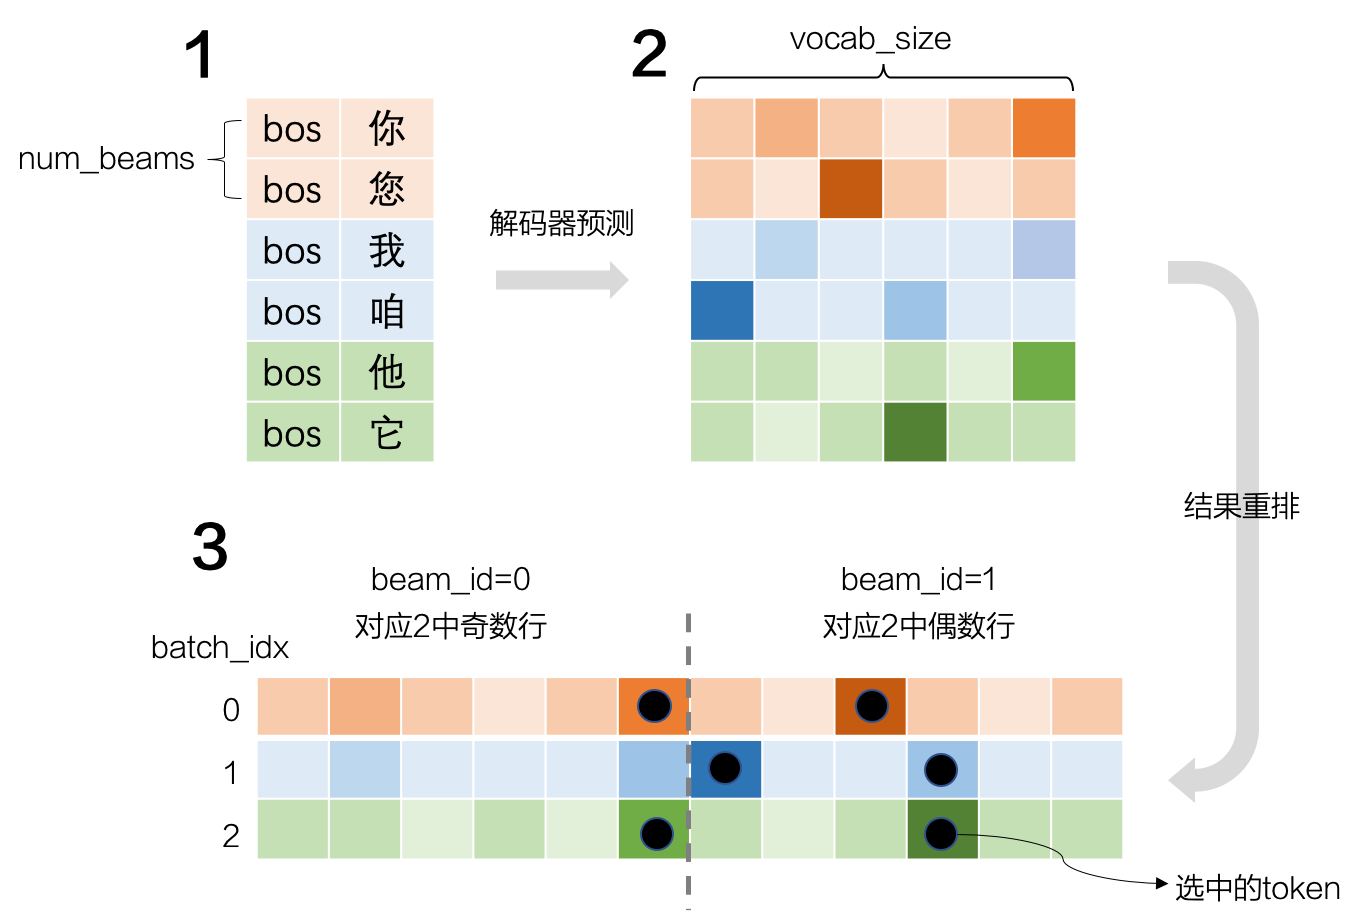 1
num_beams
bos 你
bos 您
bos 我
bos 咱
bos 他
bos 它
解码器预测
2
vocab_size
结果重排
3
beam_id=0
对应2中奇数行
beam_id=1
对应2中偶数行
batch_idx
0
1
2
选中的token